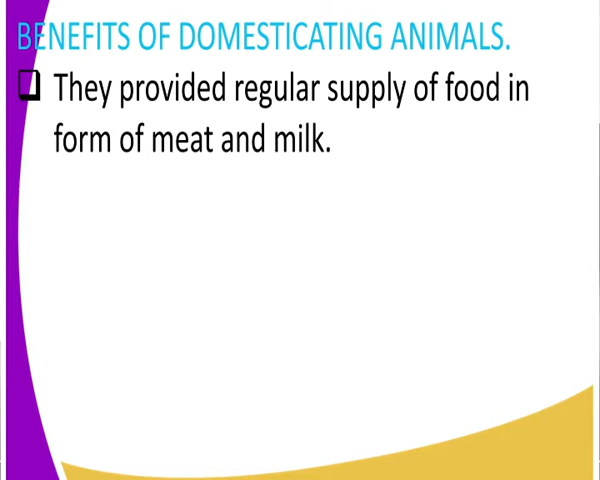 BENEFITS OF DOMESTICATING ANIMALS.
They provided regular supply of food in
form of meat and milk.